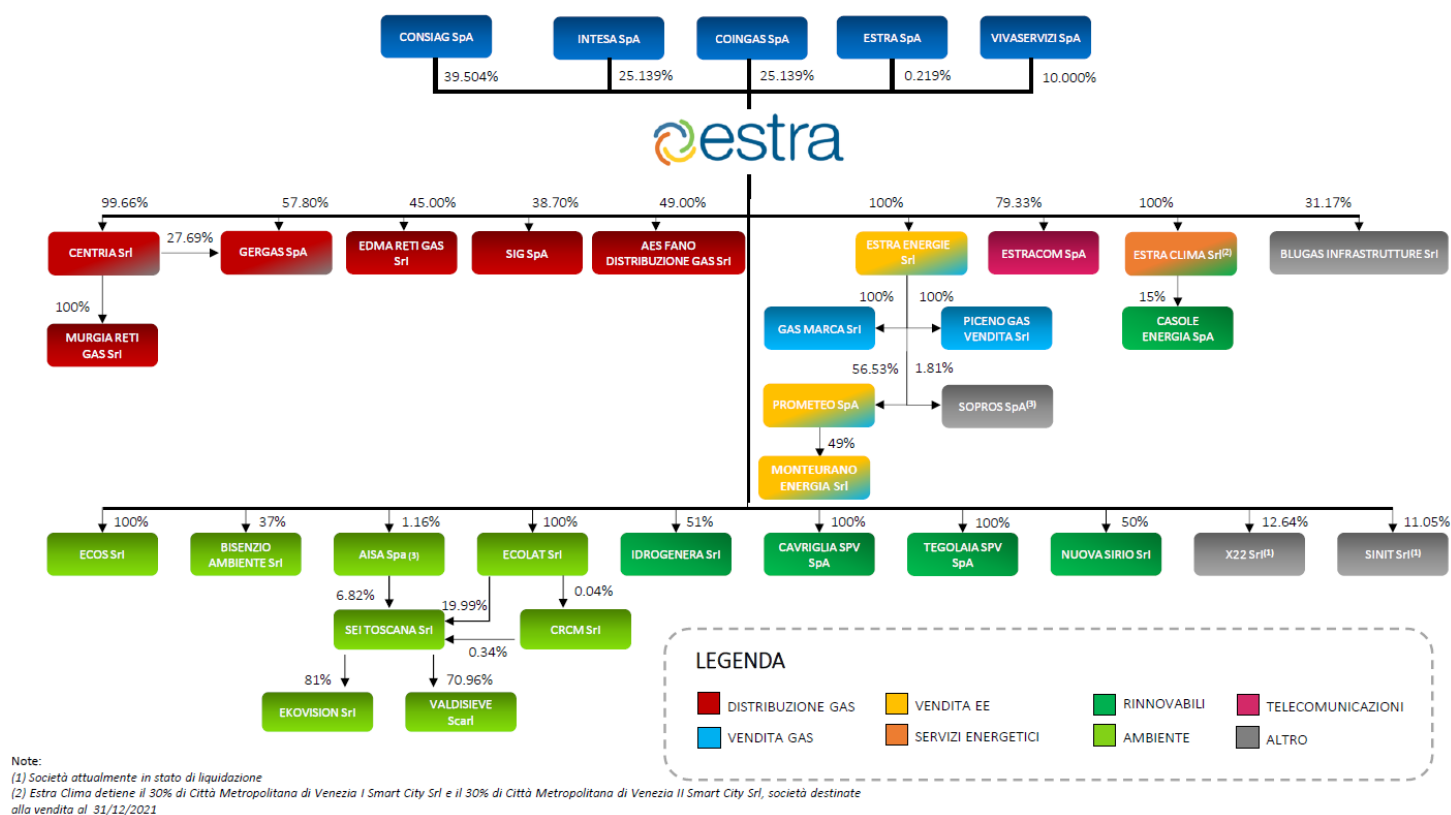 CONSIAG SpA
INTESA SpA
COINGAS SpA
ESTRA SpA
VIVASERVIZI SpA
39.504%
25.139%
25.139%
0.219%
10.000%
estra
99.66%
57.80%
45.00%
38.70%
49.00%
100%
79.33%
100%
31.17%
CENTRIA Srl
27.69%
GERGAS SpA
EDMA RETI GAS
Srl
SIG SpA
AES FANO
DISTRIBUZIONE GAS Srl
ESTRA ENERGIE
Srl
ESTRACOM SpA
ESTRA CLIMA Srl(2)
BLUGAS INFRASTRUTTURE Srl
100%
100%
100%
15%
MURGIA RETI
GAS Srl
GAS MARCA Srl
PICENO GAS
VENDITA Srl
CASOLE
ENERGIA SpA
56.53%
1.81%
PROMETEO SpA
SOPROS SpA(3)
49%
MONTEURANO
ENERGIA Srl
100%
37%
1.16%
100%
51%
100%
100%
50%
12.64%
11.05%
ECOS Srl
BISENZIO
AMBIENTE Srl
AISA Spa (3)
ECOLAT Srl
IDROGENERA Srl
CAVRIGLIA SPV
SpA
TEGOLAIA SPV
SpA
NUOVA SIRIO Srl
X22 Srl(1)
SINIT Srl(1)
6.82%
19.99%
0.04%
SEI TOSCANA Srl
CRCM Srl
0.34%
81%
70.96%
EKOVISION Srl
VALDISIEVE
Scarl
LEGENDA
DISTRIBUZIONE GAS
VENDITA EE
RINNOVABILI
TELECOMUNICAZIONI
VENDITA GAS
SERVIZI ENERGETICI
AMBIENTE
ALTRO
Note:
(1) Società attualmente in stato di liquidazione
(2) Estra Clima detiene il 30% di Città Metropolitana di Venezia I Smart City Srl e il 30% di Città Metropolitana di Venezia II Smart City Srl, società destinate
alla vendita al 31/12/2021